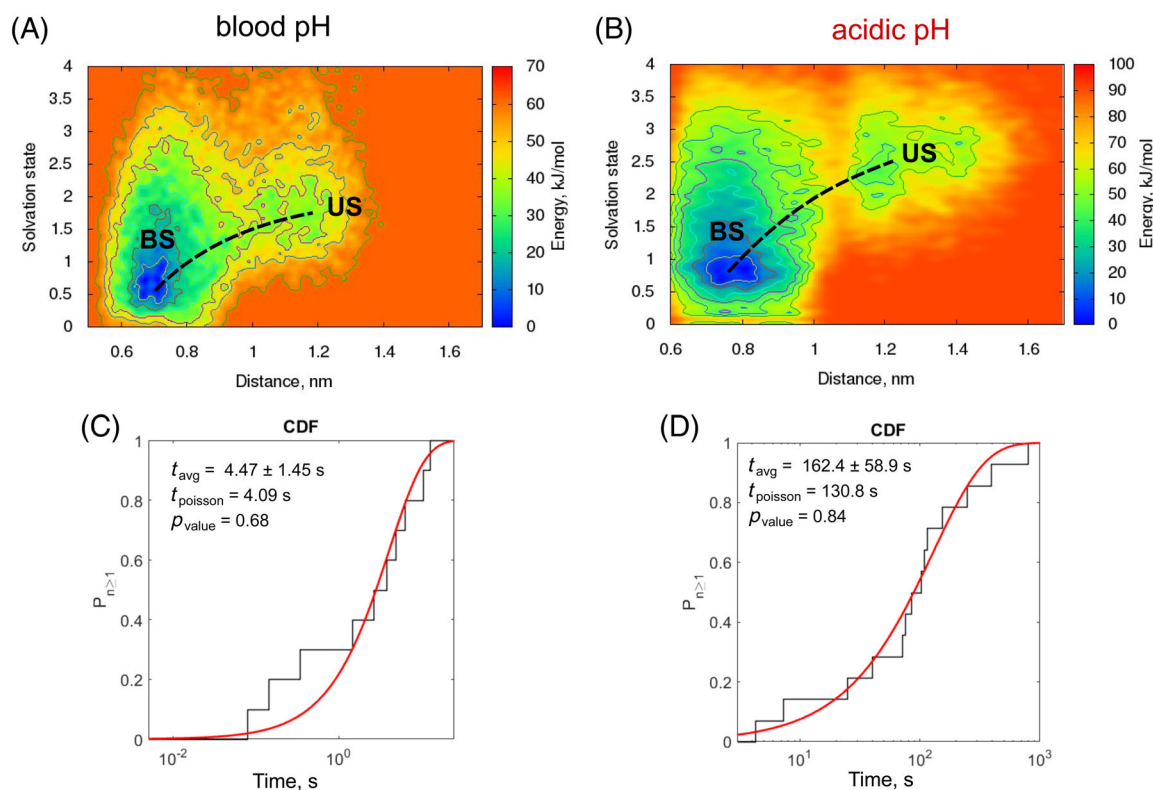 (A)
blood pH
4
3.5
3
2.5
2
1.5
1
0.5
0
Solvation state
BS
US
0.6 0.8 1 1.2 1.4 1.6
Distance, nm
70
60
50
40
30
20
10
0
Energy, kJ/mol
(B)
acidic pH
4
3.5
3
2.5
2
1.5
1
0.5
0
Solvation state
BS
US
0.6 0.8 1 1.2 1.4 1.6
Distance, nm
100
90
80
70
60
50
40
30
20
10
0
Energy, kJ/mol
(C)
CDF
t_avg = 4.47 ± 1.45 s
t_poisson = 4.09 s
p_value = 0.68
1
0.8
0.6
0.4
0.2
0
P_n≥1
10^-2 10^0
Time, s
(D)
CDF
t_avg = 162.4 ± 58.9 s
t_poisson = 130.8 s
p_value = 0.84
1
0.8
0.6
0.4
0.2
0
P_n≥1
10^1 10^2 10^3
Time, s